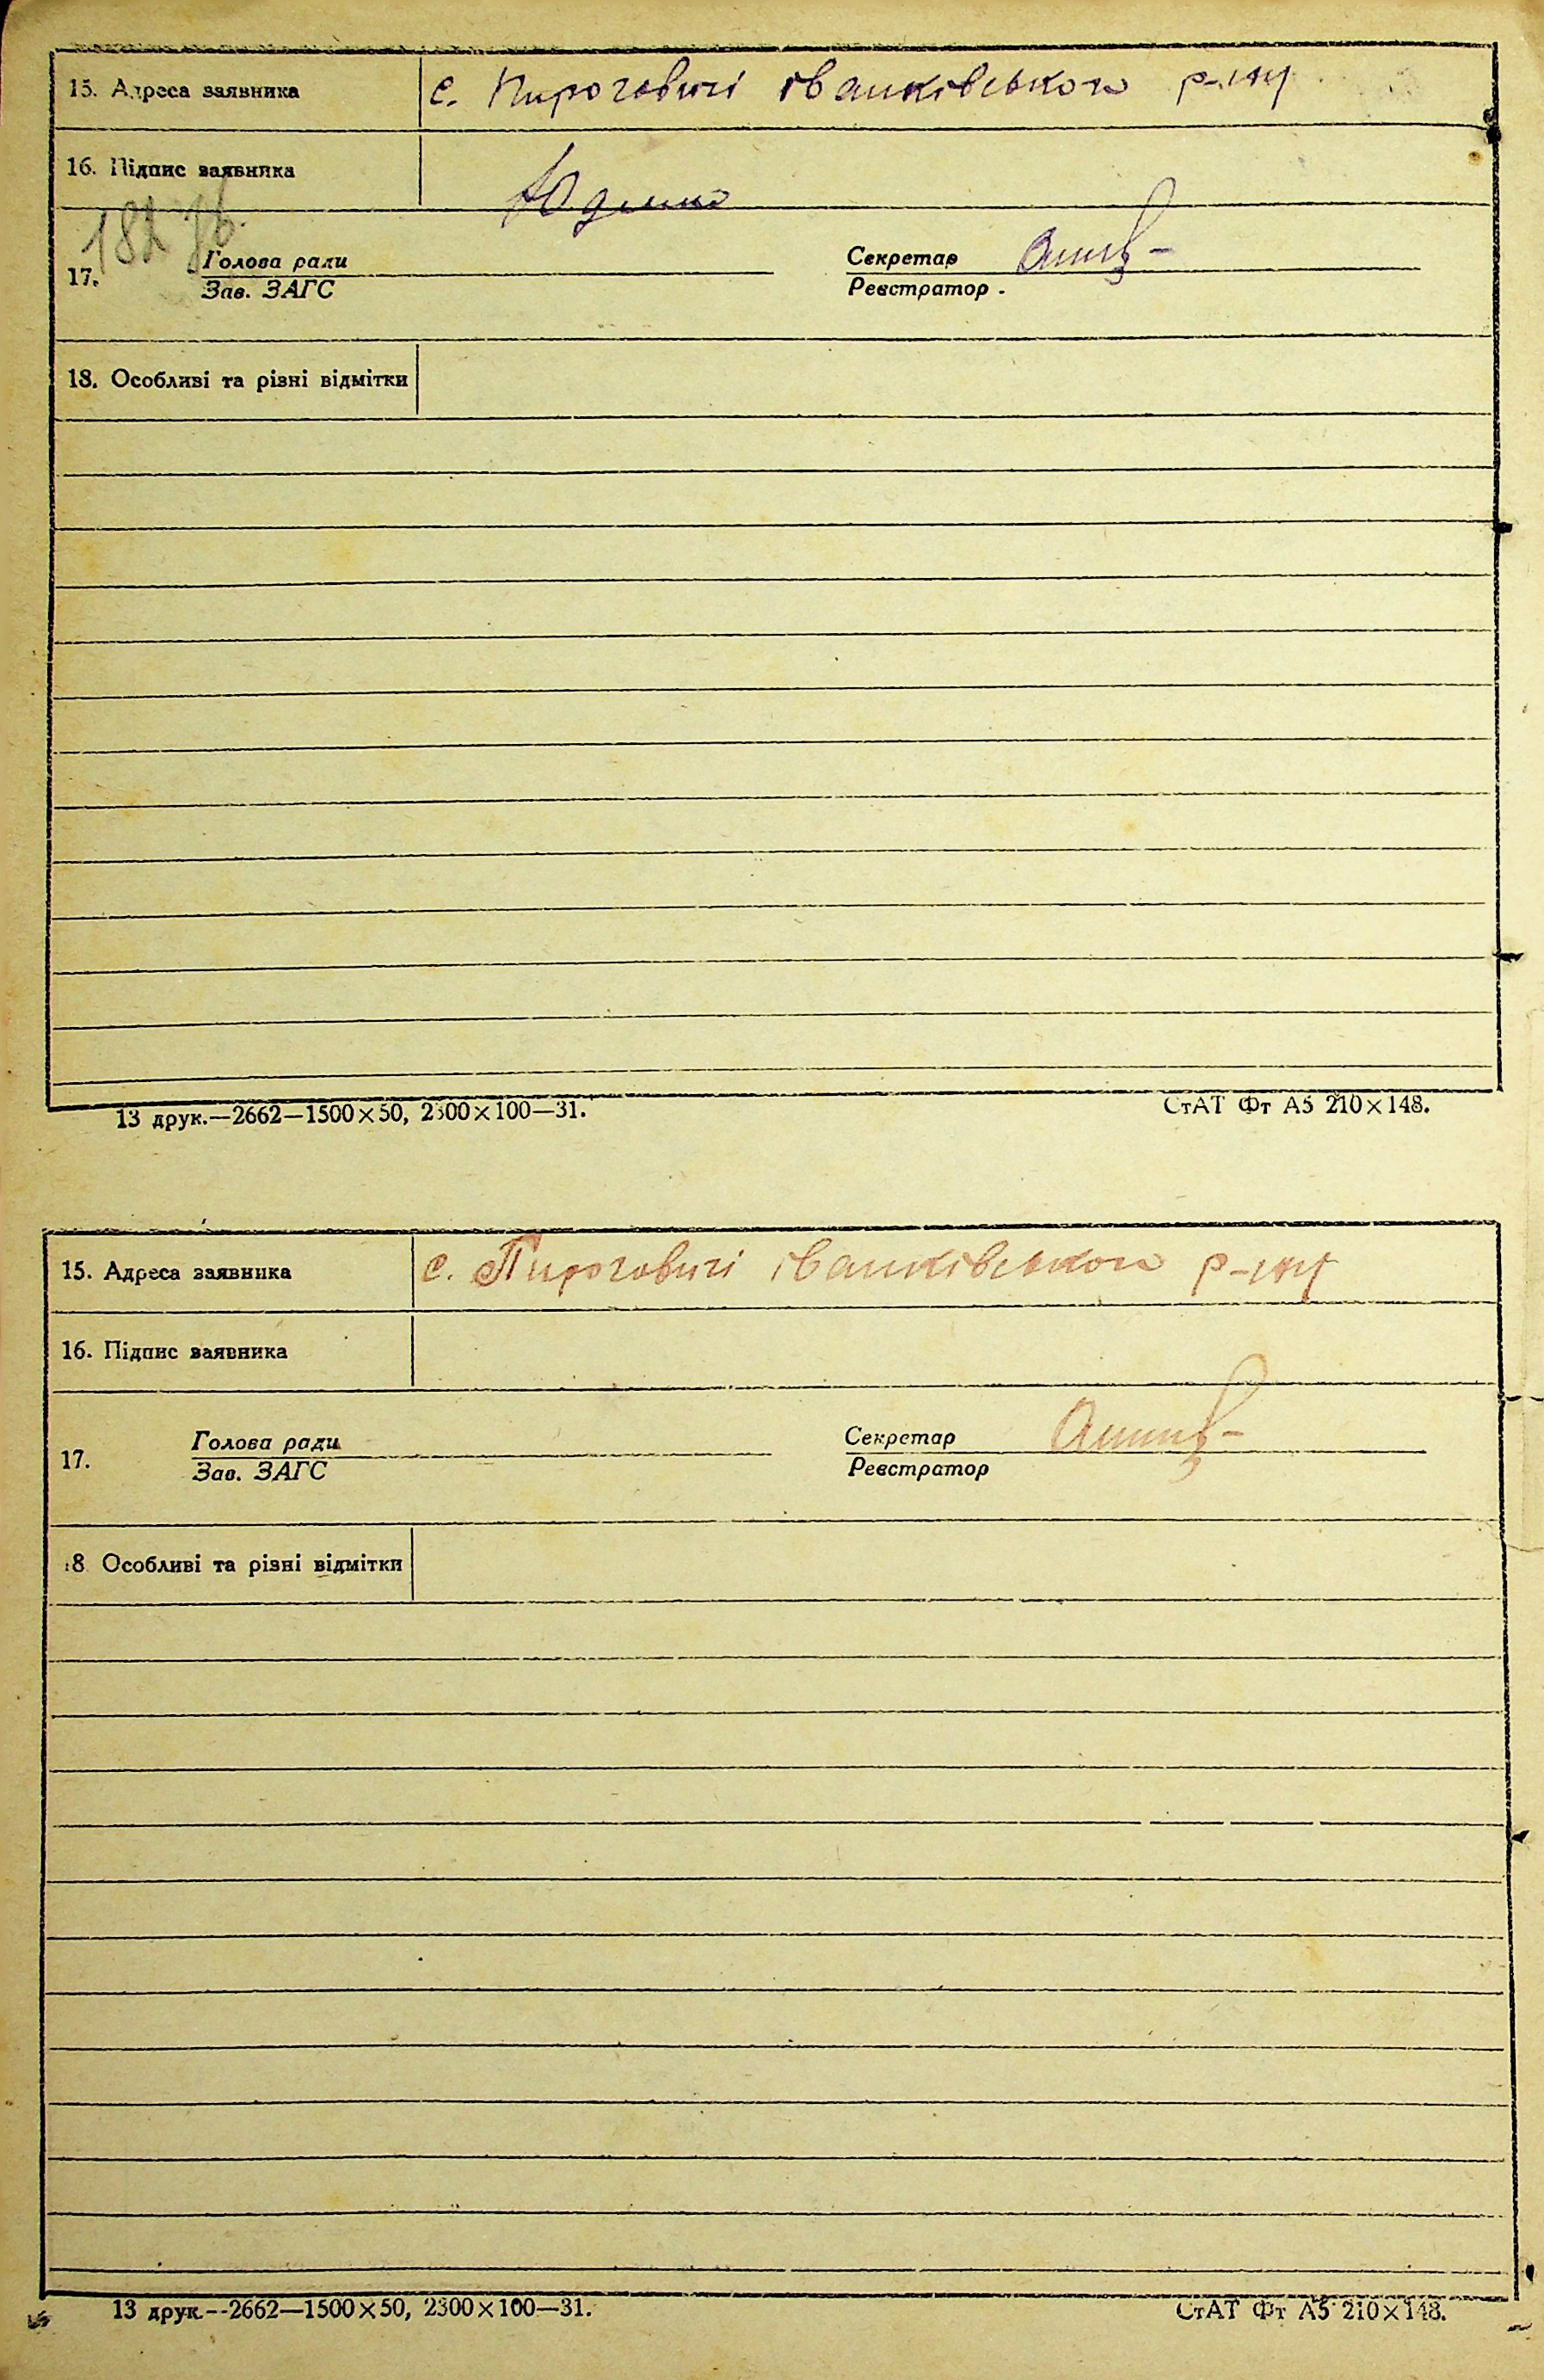 15. Адреса заявника с. Пироговичі іванківського р-ну
16. Підпис заявника
182 зв.
17. Голова ради Секретар
Зав. ЗАГС Реєстратор.
18. Особливі та різні відмітки
13 друк.—2662—1500×50, 2300×100—31. СтАТ Фт А5 210×148.
15. Адреса заявника с. Пироговичі іванківського р-ну
16. Підпис заявника
17. Голова ради Секретар
Зав. ЗАГС Реєстратор
18 Особливі та різні відмітки
13 друк.—2662—1500×50, 2300×100—31. СтАТ Фт А5 210×148.